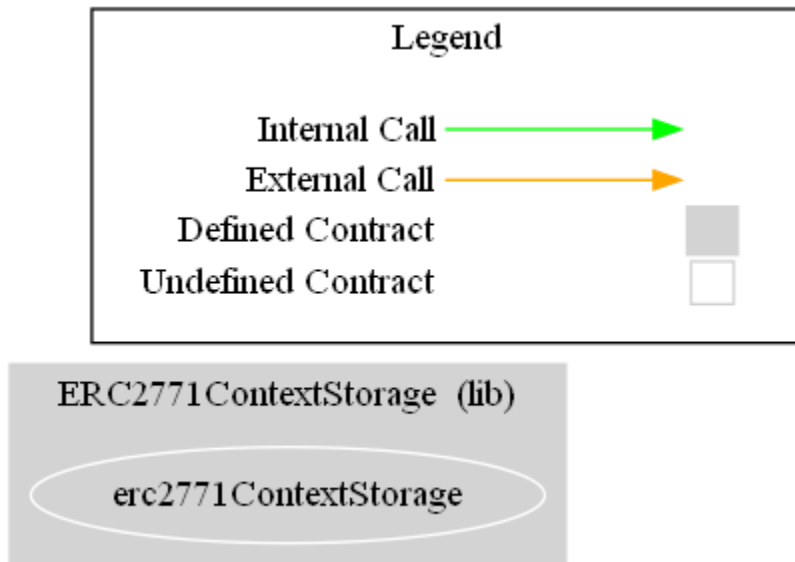 Legend
Internal Call
External Call
Defined Contract
Undefined Contract
ERC2771ContextStorage (lib)
erc2771ContextStorage